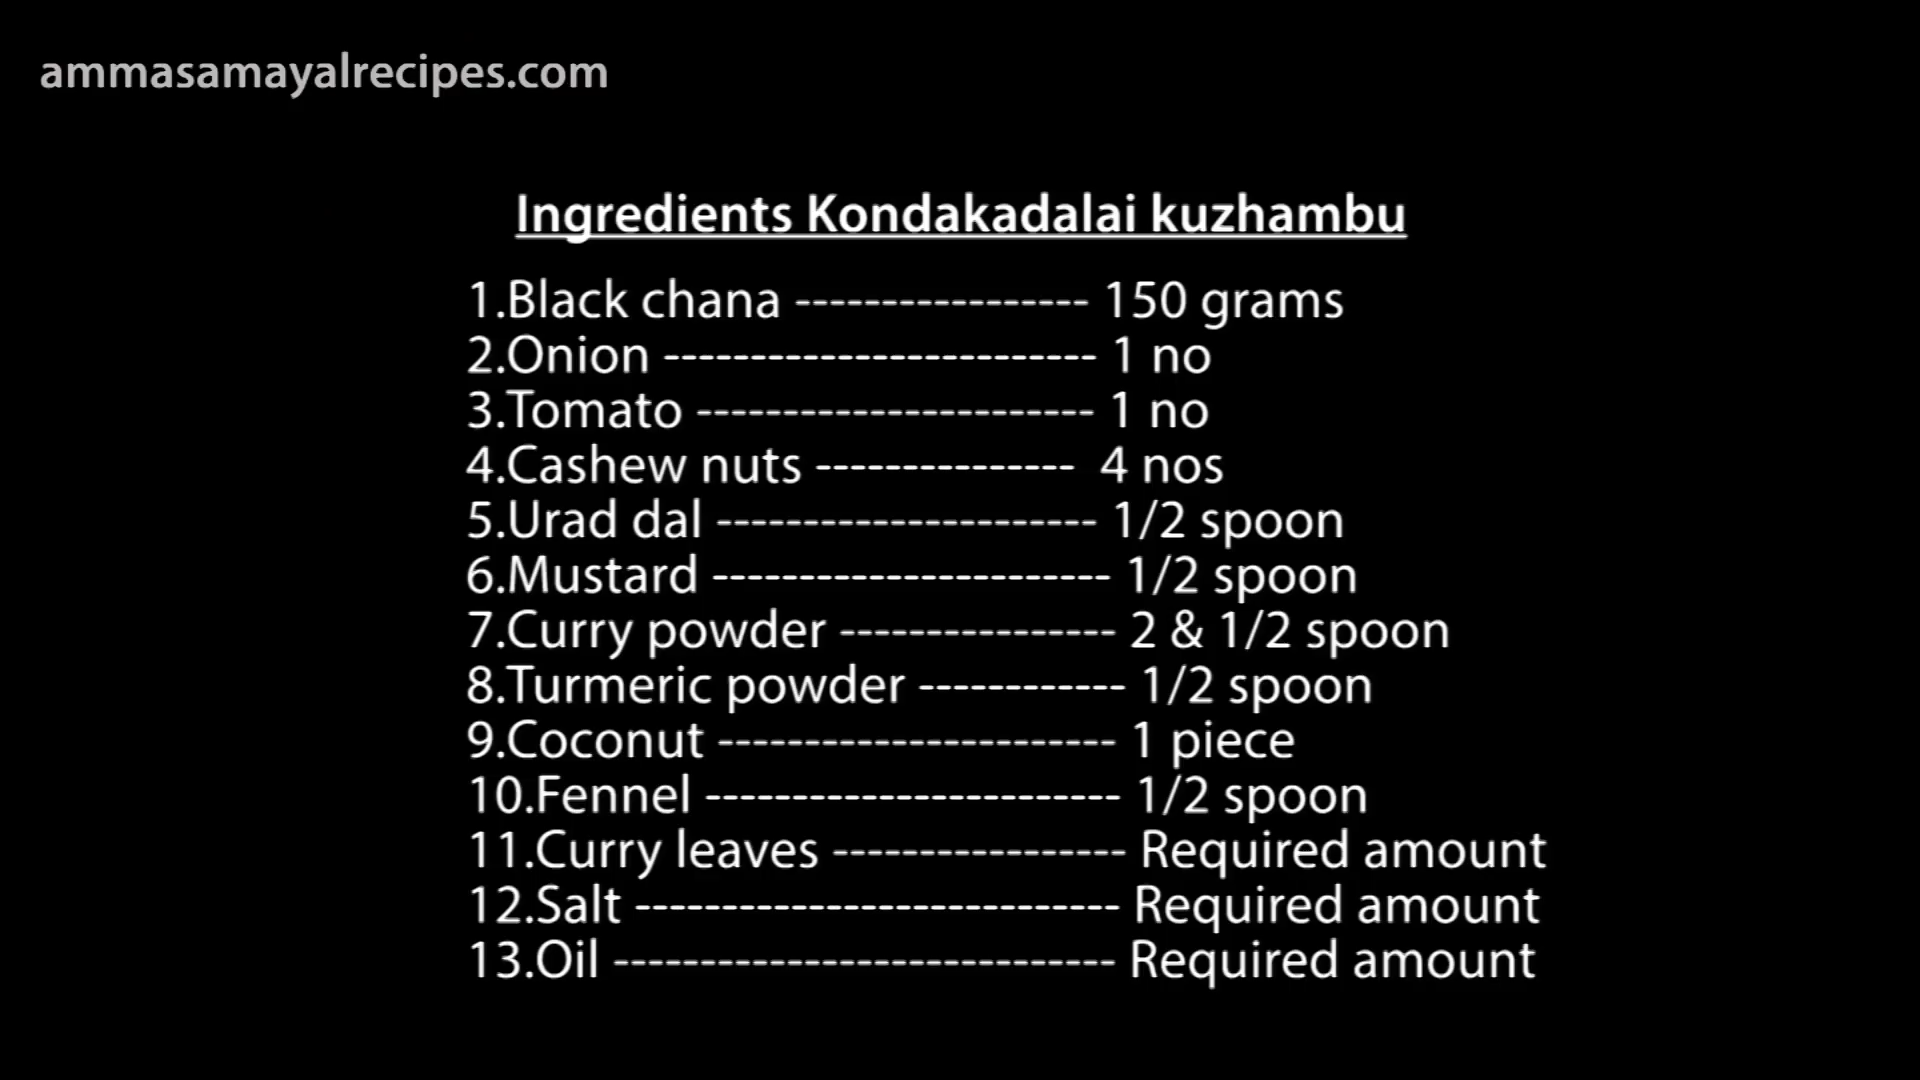 ammasamayalrecipes.com
Ingredients Kondakadalai kuzhambu
1.Black chana ----------------- 150 grams
2.Onion ------------------------- 1 no
3.Tomato ----------------------- 1 no
4.Cashew nuts ---------------  4 nos
5.Urad dal ---------------------- 1/2 spoon
6.Mustard ----------------------- 1/2 spoon
7.Curry powder ---------------- 2 & 1/2 spoon
8.Turmeric powder ------------ 1/2 spoon
9.Coconut ----------------------- 1 piece
10.Fennel ------------------------ 1/2 spoon
11.Curry leaves ----------------- Required amount
12.Salt ---------------------------- Required amount
13.Oil ----------------------------- Required amount